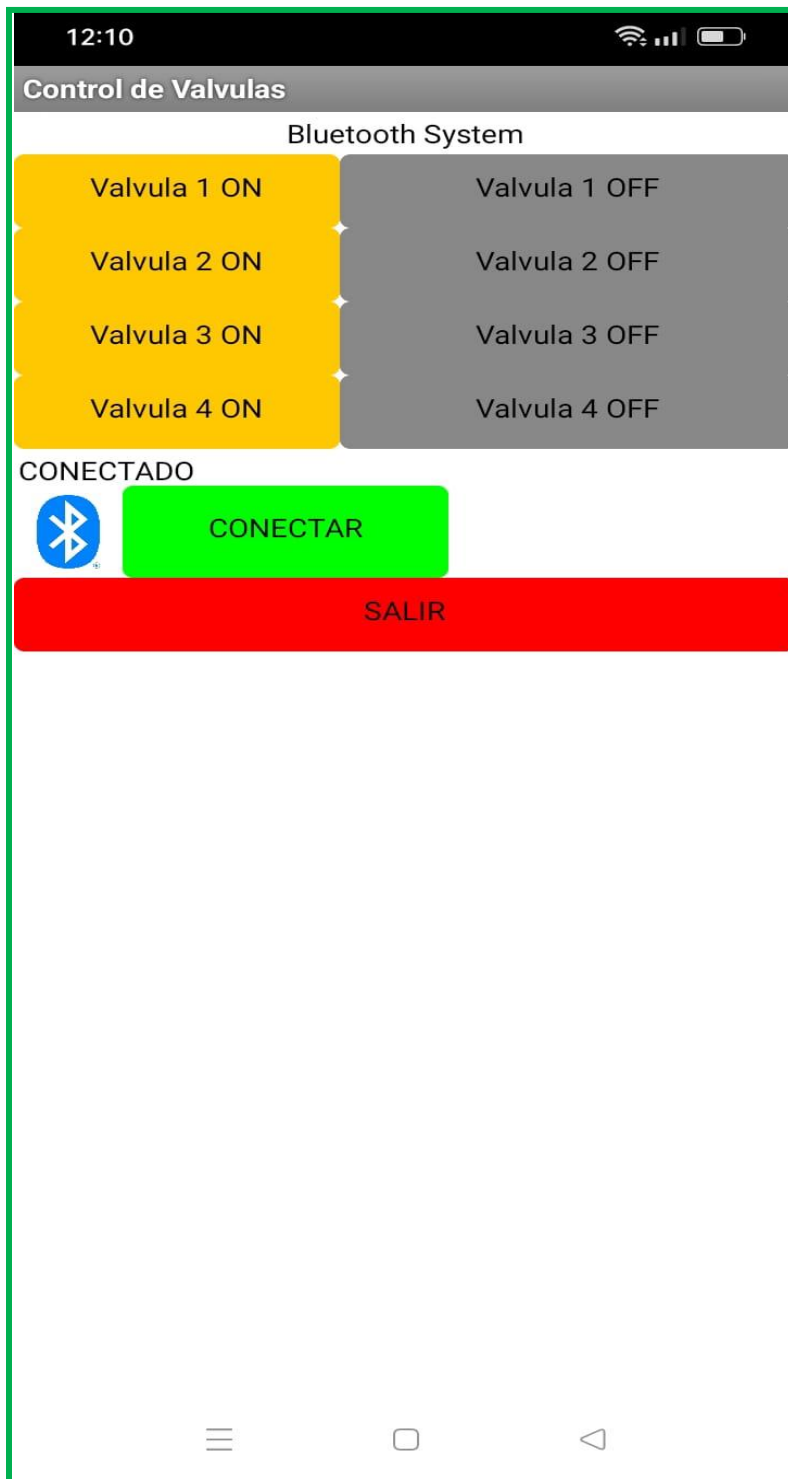 12:10
Control de Valvulas
Bluetooth System
Valvula 1 ON Valvula 1 OFF
Valvula 2 ON Valvula 2 OFF
Valvula 3 ON Valvula 3 OFF
Valvula 4 ON Valvula 4 OFF
CONECTADO
CONECTAR
SALIR